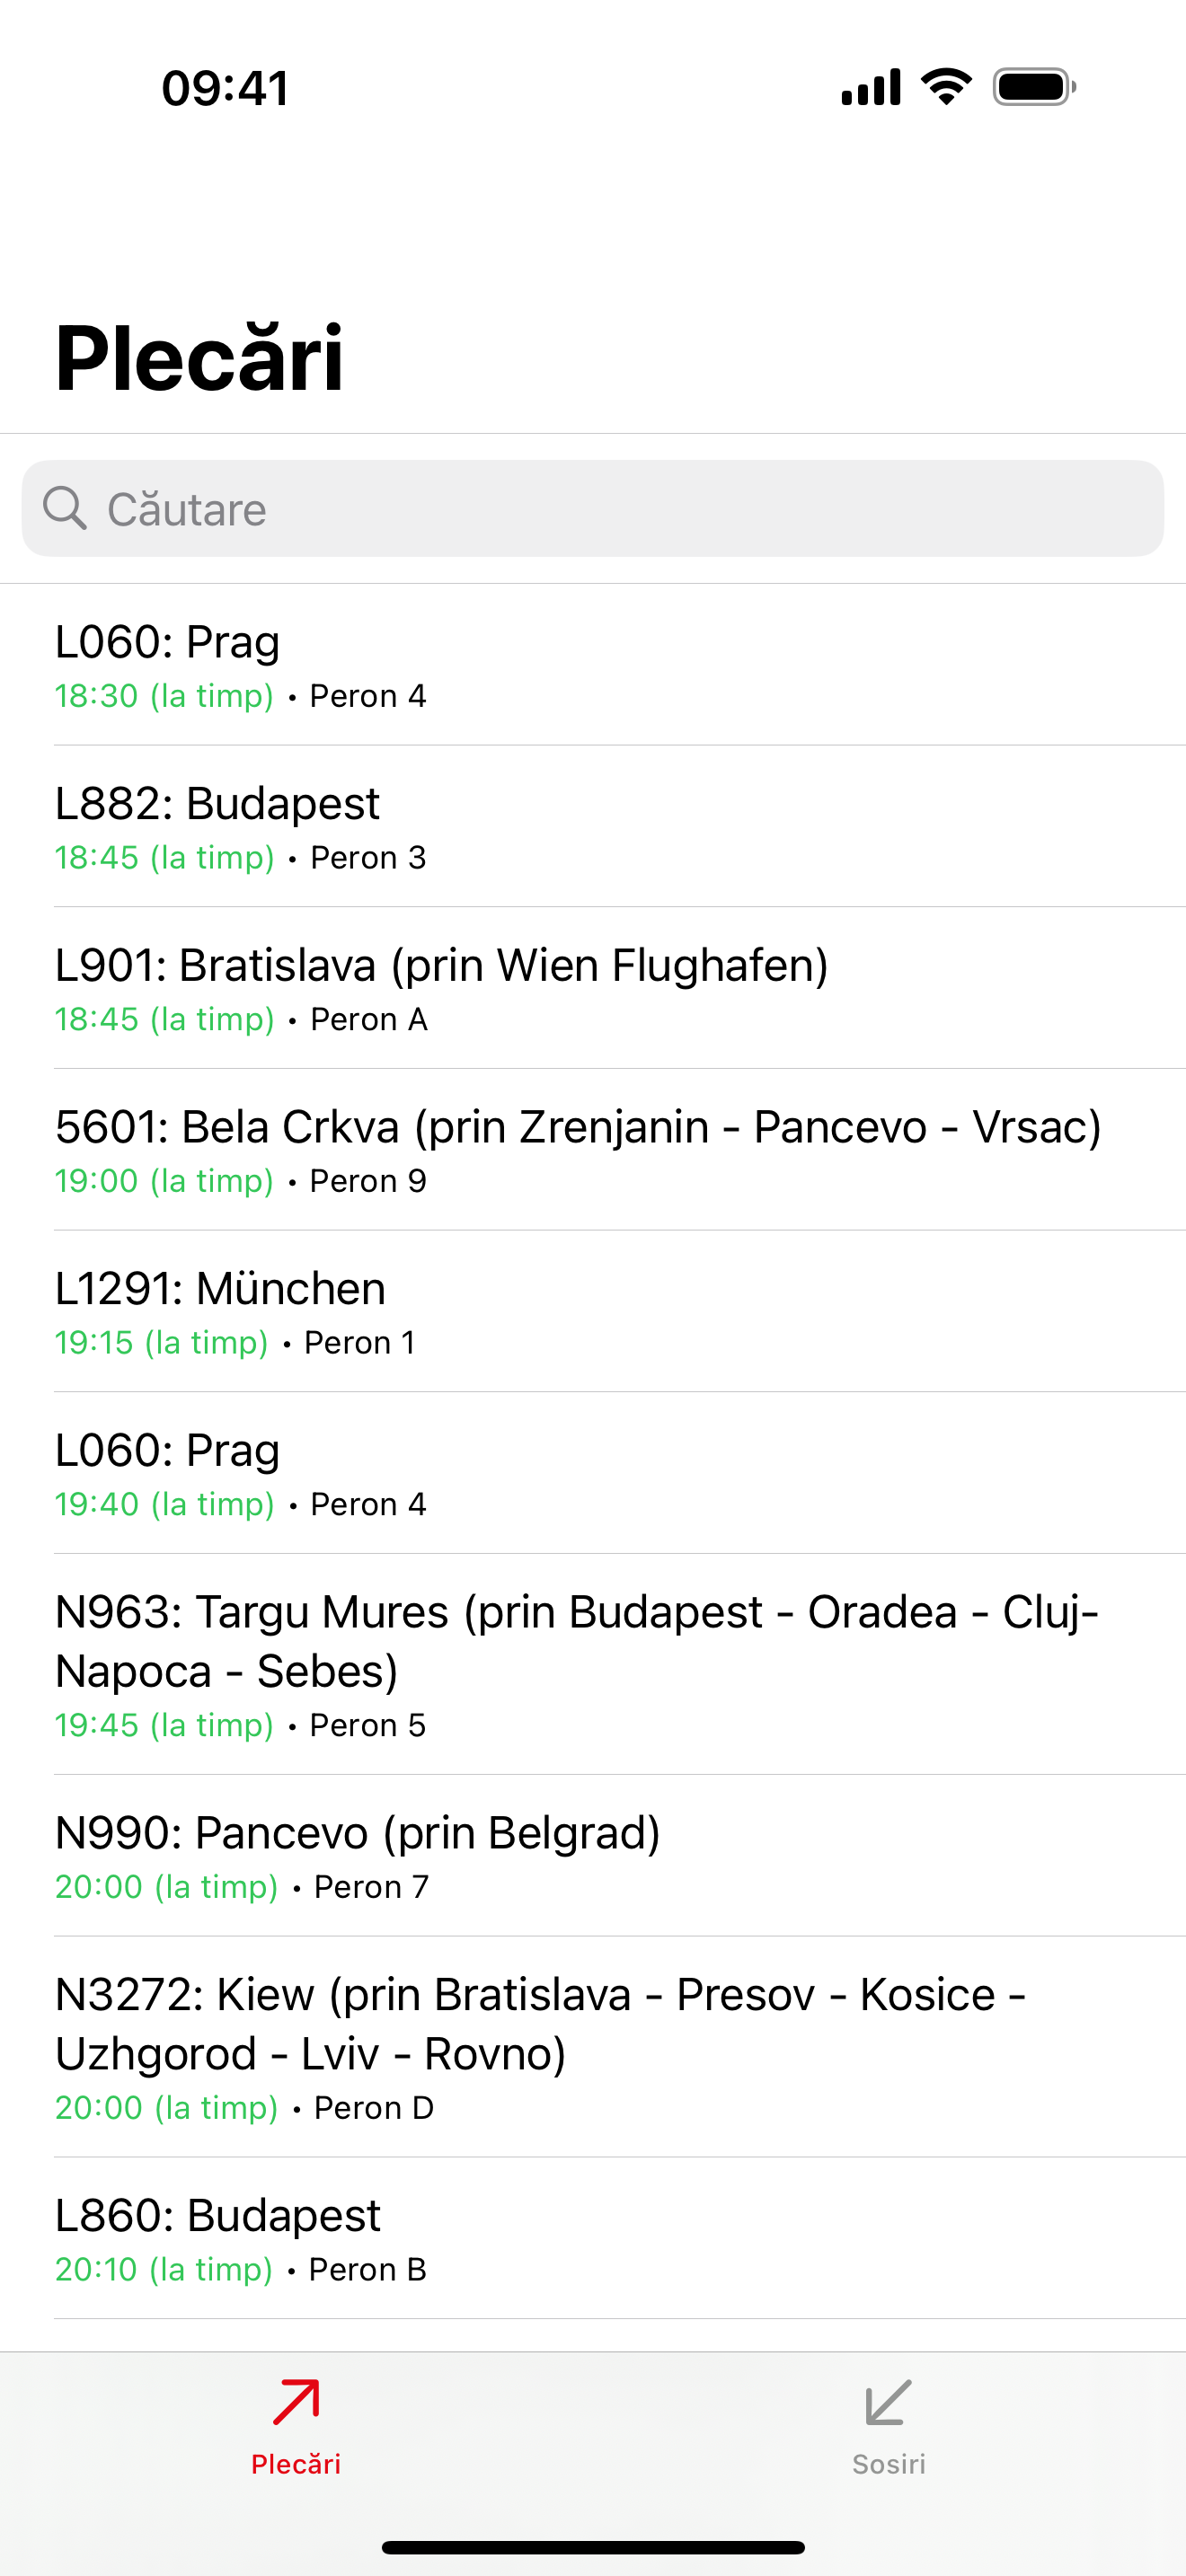 09:41
Plecări
Căutare
L060: Prag
18:30 (la timp) • Peron 4
L882: Budapest
18:45 (la timp) • Peron 3
L901: Bratislava (prin Wien Flughafen)
18:45 (la timp) • Peron A
5601: Bela Crkva (prin Zrenjanin - Pancevo - Vrsac)
19:00 (la timp) • Peron 9
L1291: München
19:15 (la timp) • Peron 1
L060: Prag
19:40 (la timp) • Peron 4
N963: Targu Mures (prin Budapest - Oradea - Cluj-
Napoca - Sebes)
19:45 (la timp) • Peron 5
N990: Pancevo (prin Belgrad)
20:00 (la timp) • Peron 7
N3272: Kiew (prin Bratislava - Presov - Kosice -
Uzhgorod - Lviv - Rovno)
20:00 (la timp) • Peron D
L860: Budapest
20:10 (la timp) • Peron B
Plecări
Sosiri